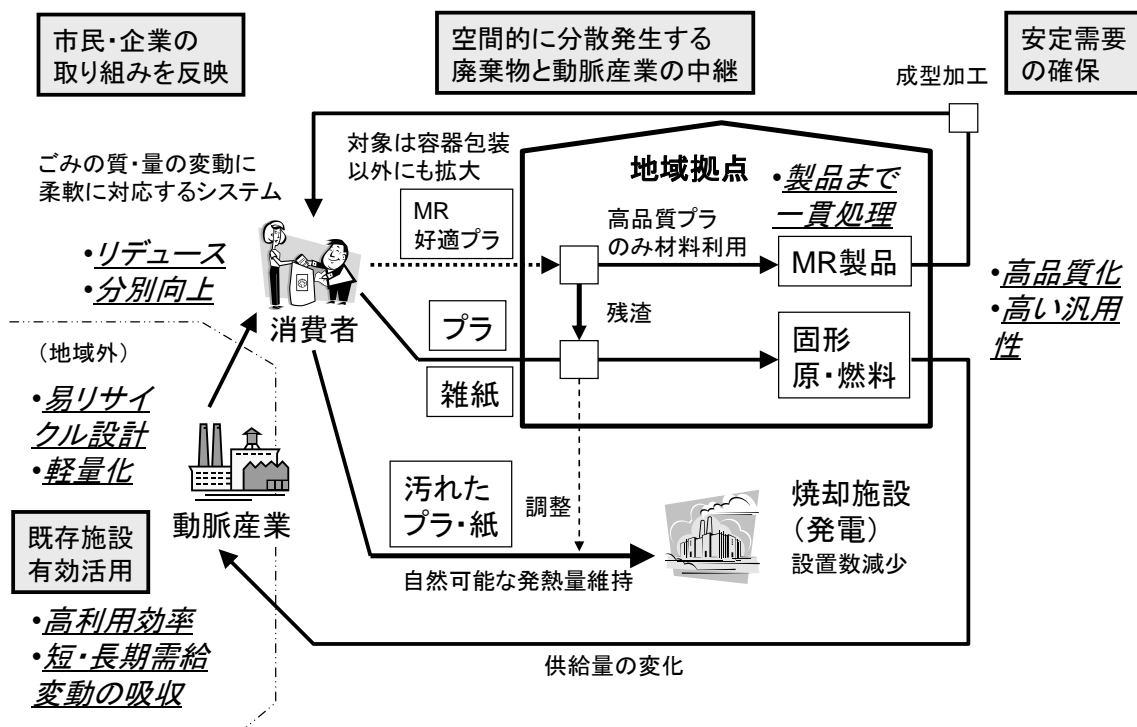 市民・企業の
取り組みを反映
空間的に分散発生する
廃棄物と動脈産業の中継
安定需要
の確保
成型加工
ごみの質・量の変動に
柔軟に対応するシステム
対象は容器包装
以外にも拡大
地域拠点
•製品まで
一貫処理
MR
好適プラ
高品質プラ
のみ材料利用
MR製品
•リデュース
•分別向上
•高品質化
•高い汎用
性
消費者
プラ
残渣
固形
原・燃料
雑紙
（地域外）
•易リサイ
クル設計
•軽量化
動脈産業
汚れた
プラ・紙
調整
焼却施設
（発電）
設置数減少
既存施設
有効活用
自然可能な発熱量維持
•高利用効率
•短・長期需給
変動の吸収
供給量の変化